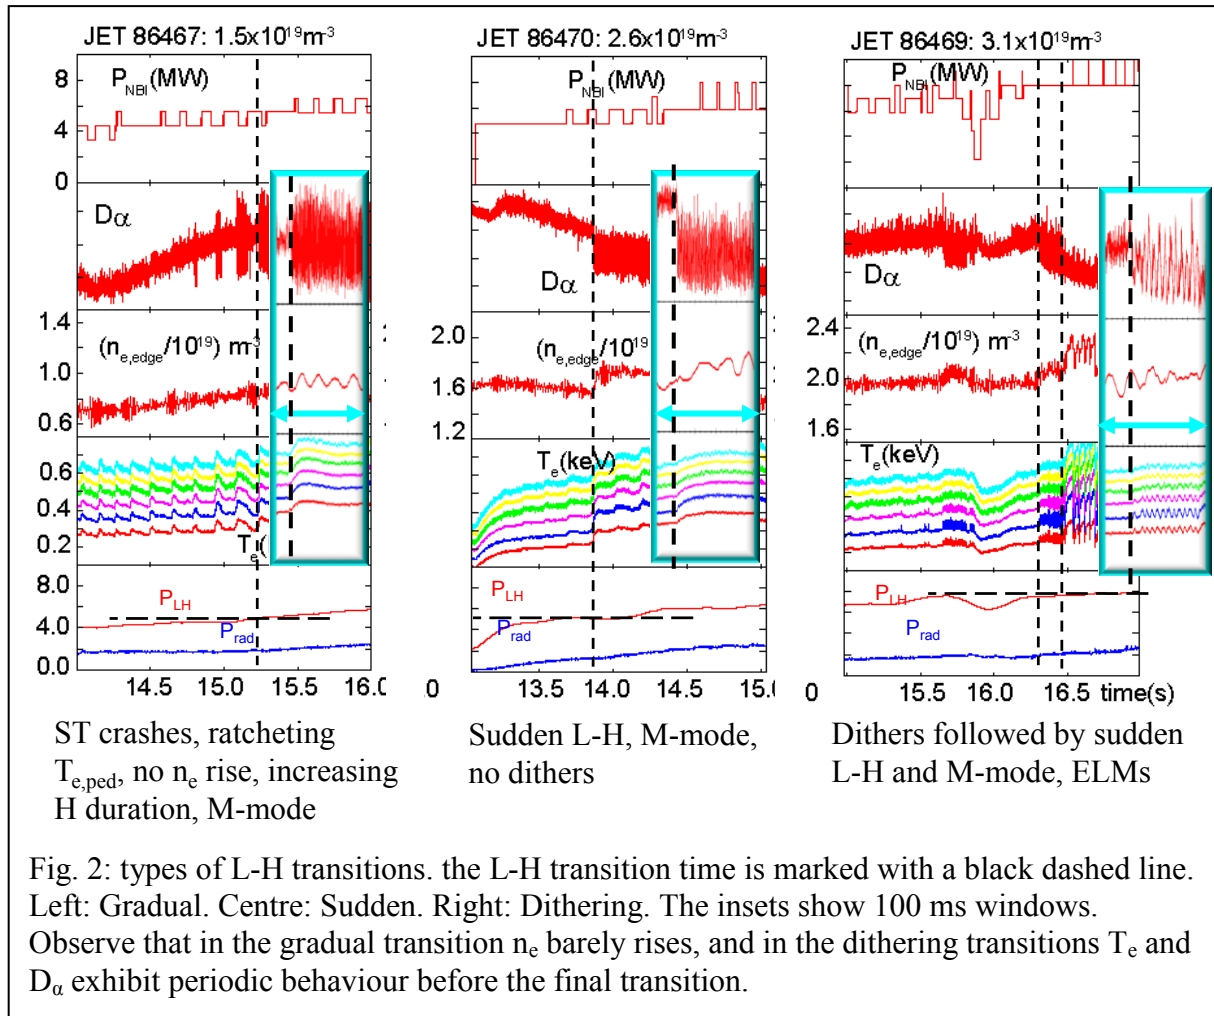 JET 86467: 1.5x10¹⁹m⁻³
P_NBI(MW)
8
4
0
Dα
1.4
1.0
0.6
(n_e,edge/10¹⁹) m⁻³
0.6
0.4
0.2
T_e(
8.0
4.0
0.0
P_LH
P_rad
14.5 15.0 15.5 16.0
ST crashes, ratcheting
T_e,ped, no n_e rise, increasing
H duration, M-mode
JET 86470: 2.6x10¹⁹m⁻³
P_NBI(MW)
Dα
2.0
1.6
1.2
(n_e,edge/10¹⁹
T_e(keV)
P_LH
P_rad
.0 13.5 14.0 14.5 15.0
Sudden L-H, M-mode,
no dithers
JET 86469: 3.1x10¹⁹m⁻³
P_NBI(MW)
Dα
2.4
2.0
1.6
(n_e,edge/10¹⁹) m⁻³
T_e(keV)
P_LH
P_rad
0 15.5 16.0 16.5 time(s)
Dithers followed by sudden
L-H and M-mode, ELMs
Fig. 2: types of L-H transitions. the L-H transition time is marked with a black dashed line.
Left: Gradual. Centre: Sudden. Right: Dithering. The insets show 100 ms windows.
Observe that in the gradual transition n_e barely rises, and in the dithering transitions T_e and
D_α exhibit periodic behaviour before the final transition.